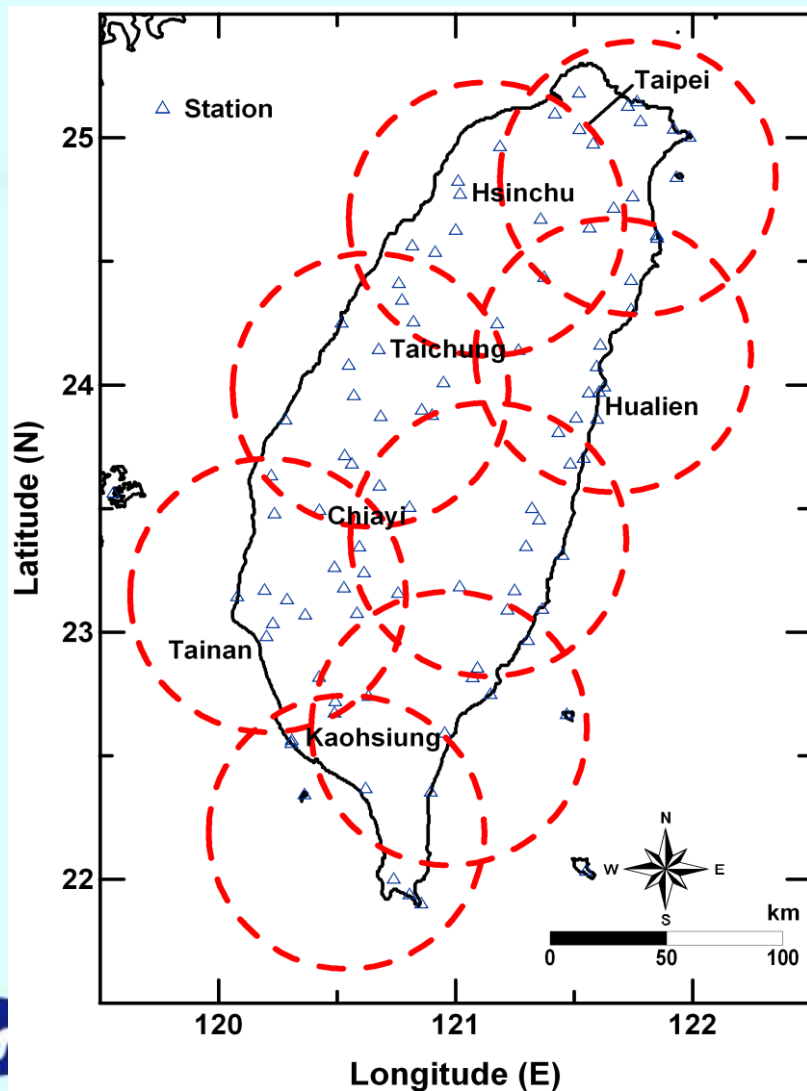 Taipei
25
Station
Hsinchu
Taichung
24
Hualien
Chiayi
23
Tainan
Kaohsiung
22
N
W
E
S
km
0
50
100
120
121
122
Latitude (N)
Longitude (E)